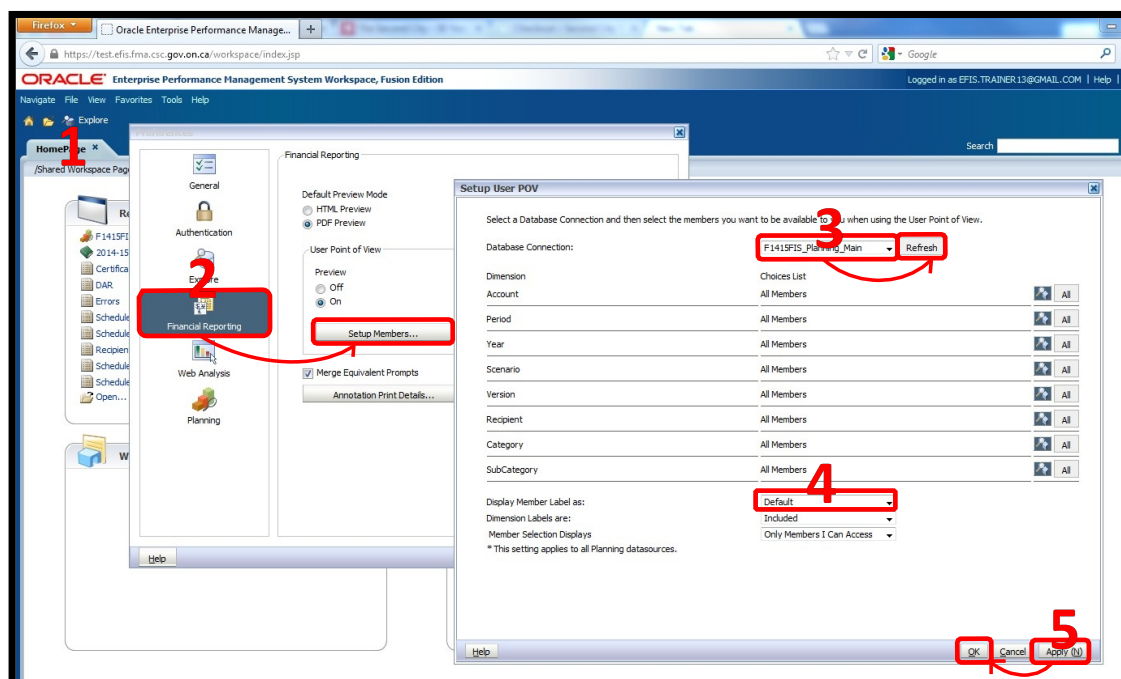 Firefox
Oracle Enterprise Performance Manage...
https://test.efis.fma.csc.gov.on.ca/workspace/index.jsp
Google
ORACLE Enterprise Performance Management System Workspace, Fusion Edition
Logged in as EFIS.TRAINER13@GMAIL.COM | Help |
Navigate File View Favorites Tools Help
Explore
1
HomePage
Search
/Shared Workspace Pag
Re
F1415FI
2014-15
Certifica
DAR
Errors
Schedule
Schedule
Recipien
Schedule
Schedule
Open...
W
Preferences
General
Authentication
Explore
2
Financial Reporting
Web Analysis
Planning
Financial Reporting
Default Preview Mode
HTML Preview
PDF Preview
User Point of View
Preview
Off
On
Setup Members...
Merge Equivalent Prompts
Annotation Print Details...
Help
Setup User POV
Select a Database Connection and then select the members you want to be available to you when using the User Point of View.
3
Database Connection: F1415FIS_Planning_Main Refresh
Dimension Choices List
Account All Members All
Period All Members All
Year All Members All
Scenario All Members All
Version All Members All
Recipient All Members All
Category All Members All
SubCategory All Members All
4
Display Member Label as: Default
Dimension Labels are: Included
Member Selection Displays Only Members I Can Access
* This setting applies to all Planning datasources.
5
Help OK Cancel Apply (N)